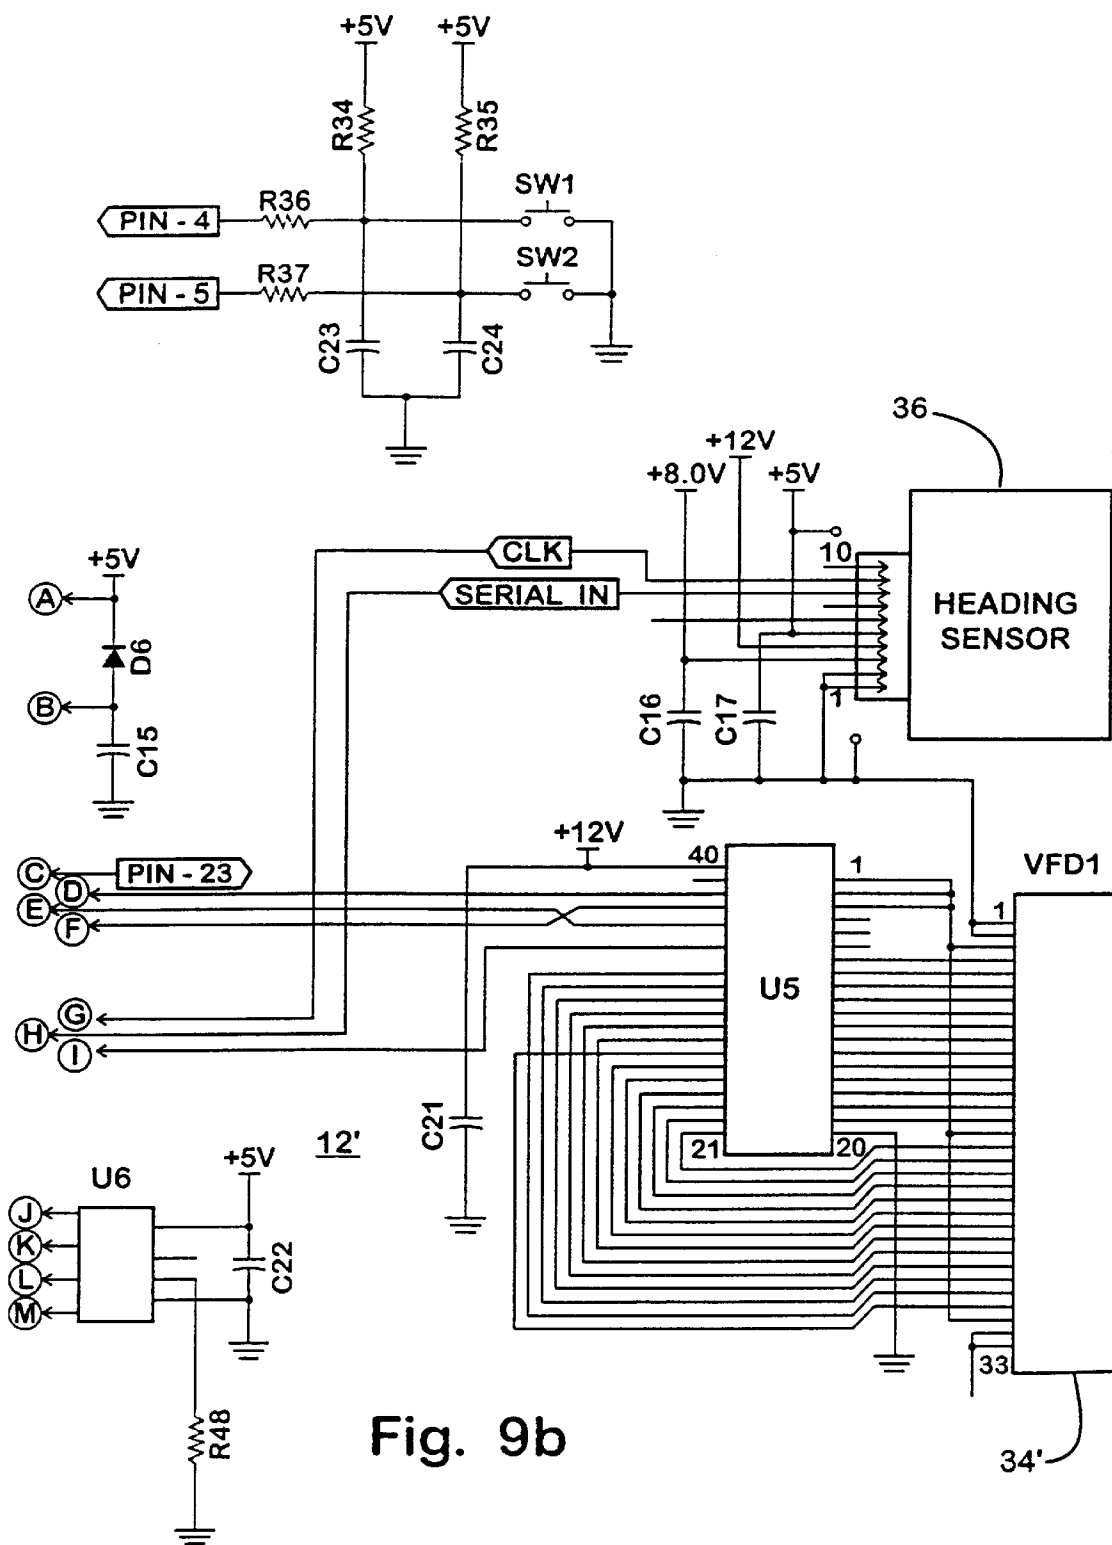 +5V +5V
R34 R35
SW1
PIN - 4 R36
SW2
PIN - 5 R37
C23 C24
36
+12V
+8.0V +5V
CLK 10
+5V
A SERIAL IN
HEADING
SENSOR
D6
B 1
C16 C17
C15
+12V
C PIN - 23 40 1 VFD1
D
E 1
F
U5
G
H
I
C21
12'
21 20
+5V
U6
J
K C22
L
M
33
R48
Fig. 9b
34'